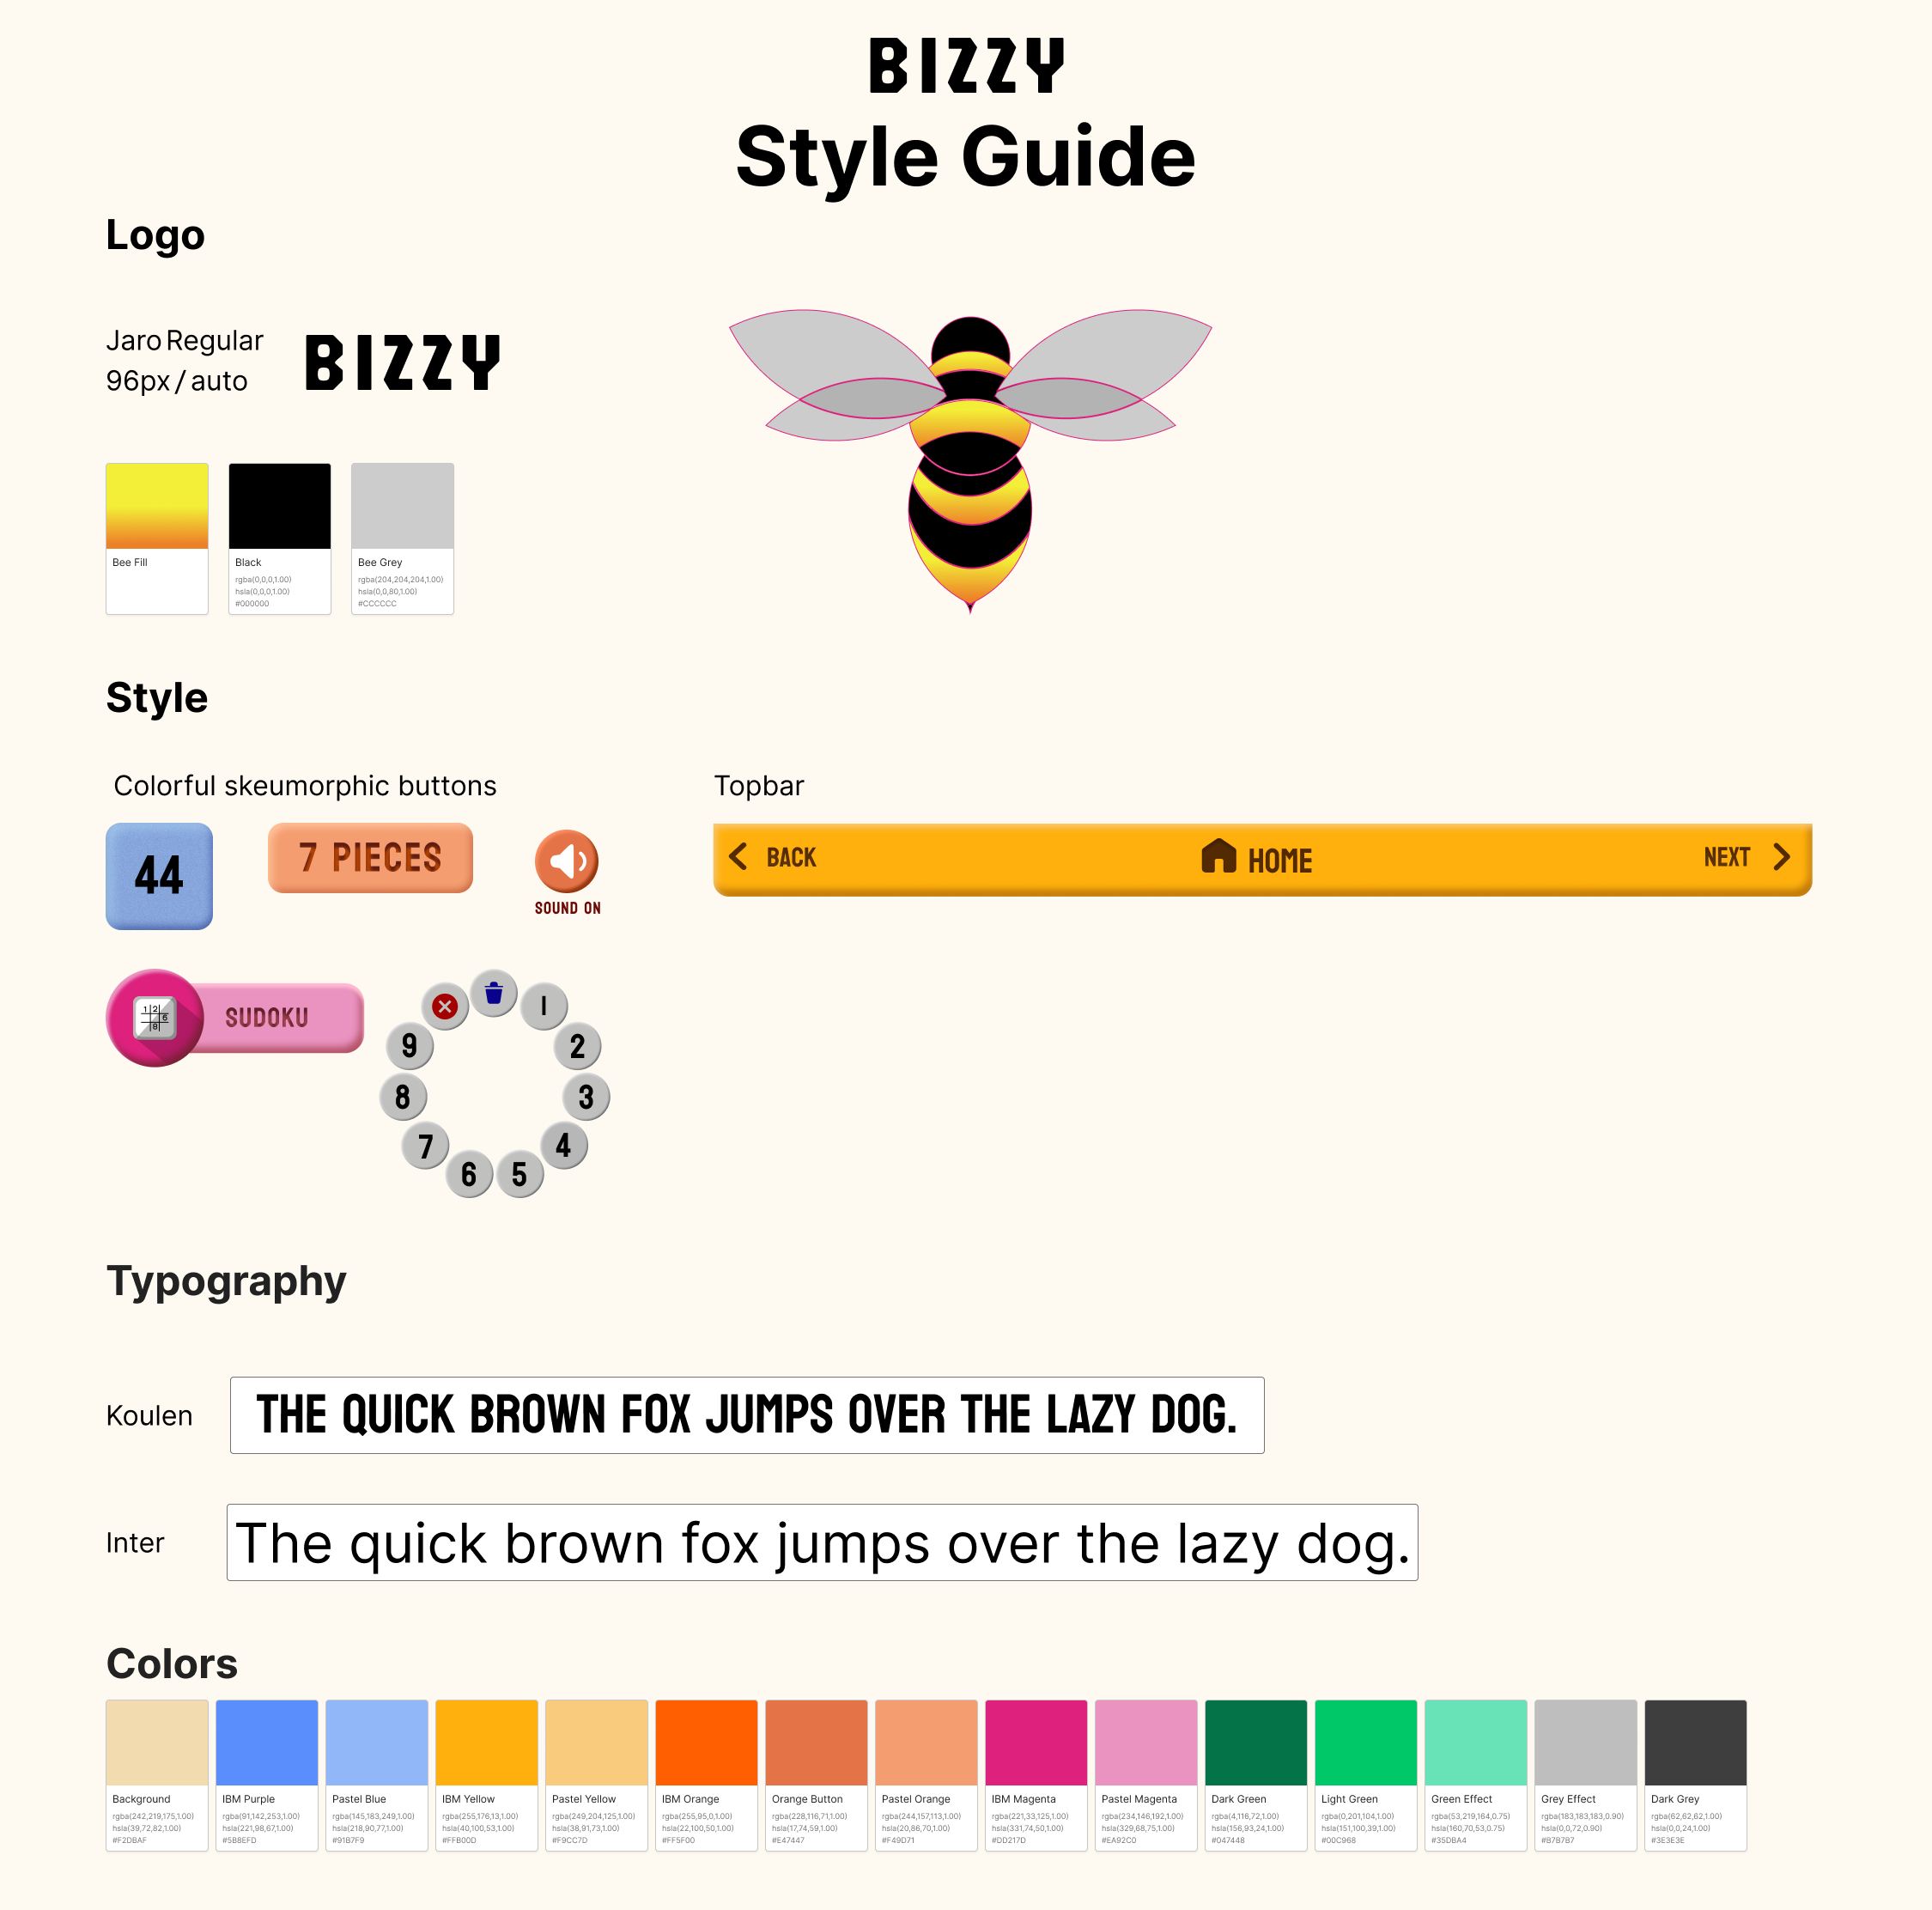 BIZZY
Style Guide
Logo
Jaro Regular
96px / auto
BIZZY
Bee Fill
Black
rgba(0,0,0,1.00)
hsla(0,0,0,1.00)
#000000
Bee Grey
rgba(204,204,204,1.00)
hsla(0,0,80,1.00)
#CCCCCC
Style
Colorful skeumorphic buttons
44
7 PIECES
SOUND ON
Topbar
BACK
HOME
NEXT
1 2
6
8
SUDOKU
1
2
3
4
5
6
7
8
9
Typography
Koulen
THE QUICK BROWN FOX JUMPS OVER THE LAZY DOG.
Inter
The quick brown fox jumps over the lazy dog.
Colors
Background
rgba(242,219,175,1.00)
hsla(39,72,82,1.00)
#F2DBAF
IBM Purple
rgba(91,142,253,1.00)
hsla(221,98,67,1.00)
#5B8EFD
Pastel Blue
rgba(145,183,249,1.00)
hsla(218,90,77,1.00)
#91B7F9
IBM Yellow
rgba(255,176,13,1.00)
hsla(40,100,53,1.00)
#FFB00D
Pastel Yellow
rgba(249,204,125,1.00)
hsla(38,91,73,1.00)
#F9CC7D
IBM Orange
rgba(255,95,0,1.00)
hsla(22,100,50,1.00)
#FF5F00
Orange Button
rgba(228,116,71,1.00)
hsla(17,74,59,1.00)
#E47447
Pastel Orange
rgba(244,157,113,1.00)
hsla(20,86,70,1.00)
#F49D71
IBM Magenta
rgba(221,33,125,1.00)
hsla(331,74,50,1.00)
#DD217D
Pastel Magenta
rgba(234,146,192,1.00)
hsla(329,68,75,1.00)
#EA92C0
Dark Green
rgba(4,116,72,1.00)
hsla(156,93,24,1.00)
#047448
Light Green
rgba(0,201,104,1.00)
hsla(151,100,39,1.00)
#00C968
Green Effect
rgba(53,219,164,0.75)
hsla(160,70,53,0.75)
#35DBA4
Grey Effect
rgba(183,183,183,0.90)
hsla(0,0,72,0.90)
#B7B7B7
Dark Grey
rgba(62,62,62,1.00)
hsla(0,0,24,1.00)
#3E3E3E